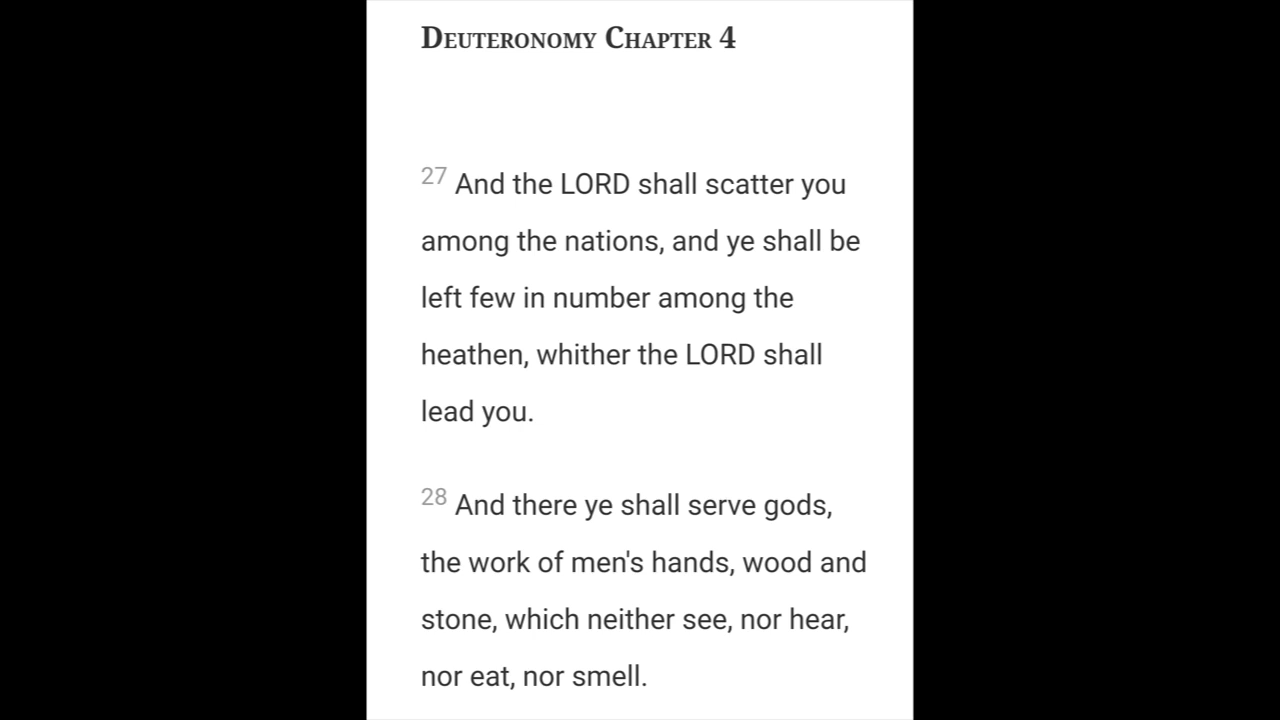 Deuteronomy Chapter 4
27 And the LORD shall scatter you
among the nations, and ye shall be
left few in number among the
heathen, whither the LORD shall
lead you.
28 And there ye shall serve gods,
the work of men's hands, wood and
stone, which neither see, nor hear,
nor eat, nor smell.